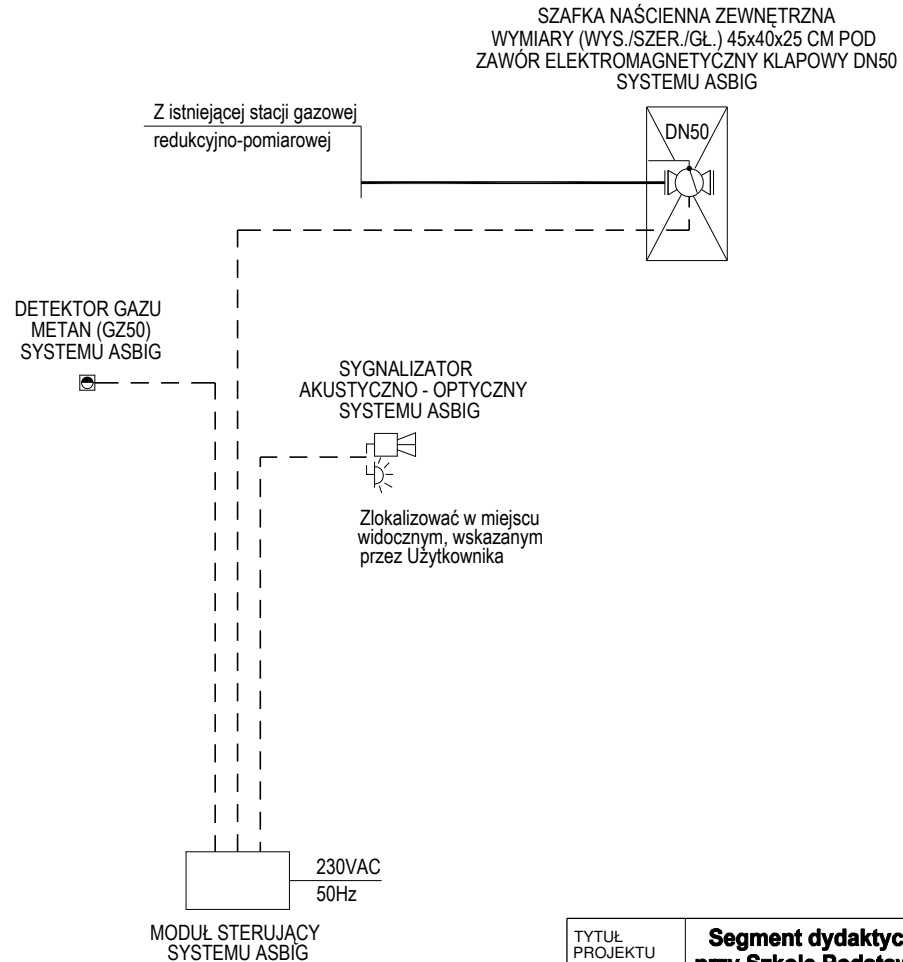 SZAFKA NAŚCIENNA ZEWNĘTRZNA
WYMIARY (WYS./SZER./GŁ.) 45x40x25 CM POD
ZAWÓR ELEKTROMAGNETYCZNY KLAPOWY DN50
SYSTEMU ASBIG
Z istniejącej stacji gazowej
redukcyjno-pomiarowej
DN50
DETEKTOR GAZU
METAN (GZ50)
SYSTEMU ASBIG
SYGNALIZATOR
AKUSTYCZNO - OPTYCZNY
SYSTEMU ASBIG
Zlokalizować w miejscu
widocznym, wskazanym
przez Użytkownika
230VAC
50Hz
MODUŁ STERUJĄCY
SYSTEMU ASBIG
TYTUŁ
PROJEKTU
Segment dydaktyc
przy Szkole